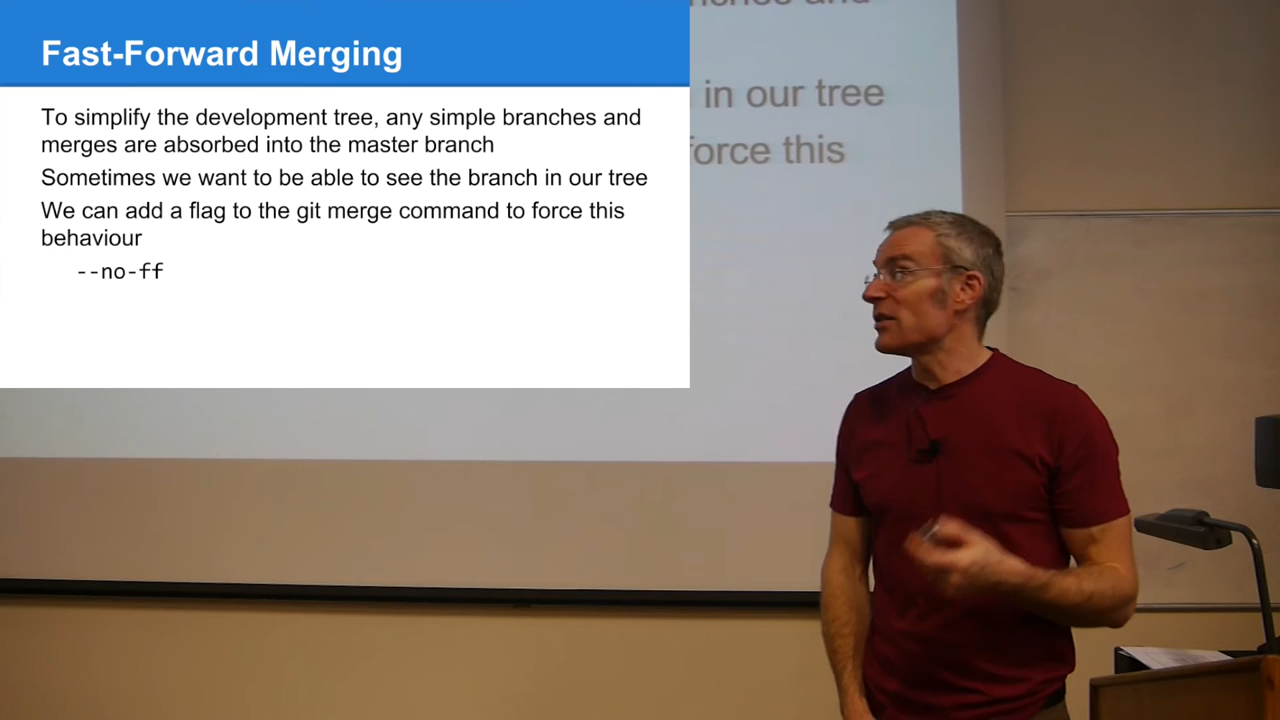 Fast-Forward Merging
To simplify the development tree, any simple branches and
merges are absorbed into the master branch
Sometimes we want to be able to see the branch in our tree
We can add a flag to the git merge command to force this
behaviour
--no-ff
and
in our tree
force this